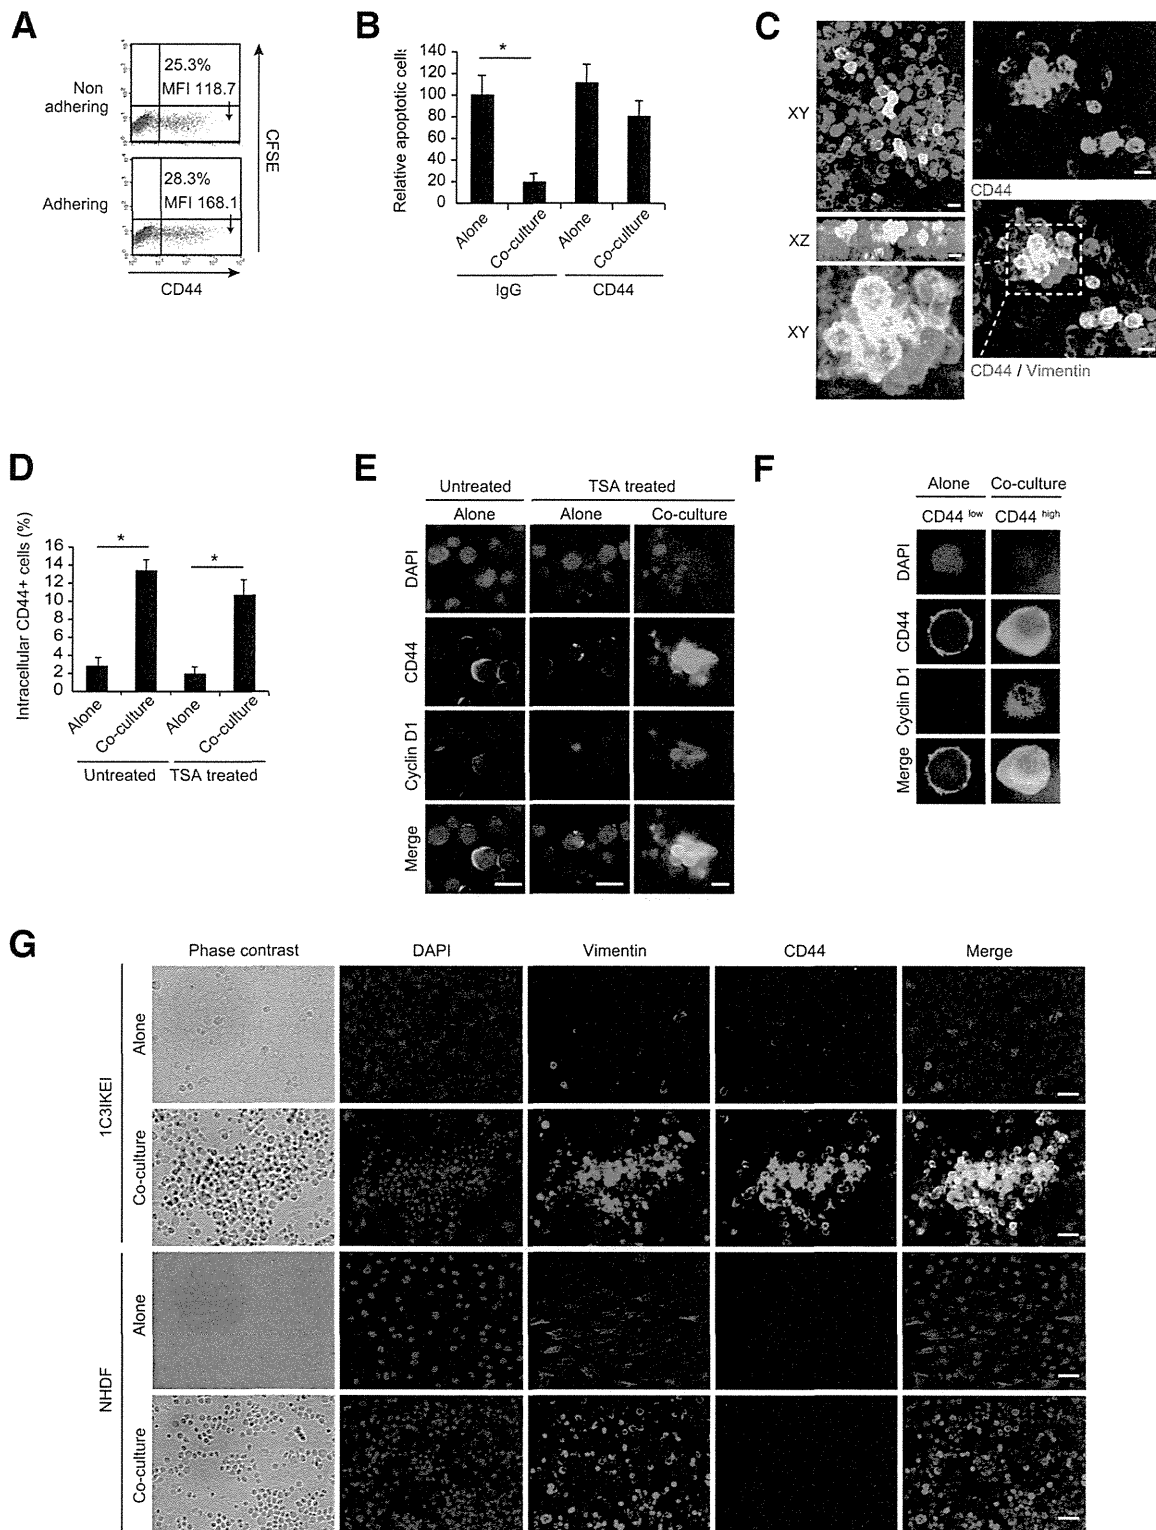 A
Non
adhering
25.3%
MFI 118.7
Adhering
28.3%
MFI 168.1
CFSE
CD44
B
Relative apoptotic cells
140
120
100
80
60
40
20
0
*
Alone
Co-culture
Alone
Co-culture
IgG
CD44
C
XY
XZ
XY
CD44
CD44 / Vimentin
D
Intracellular CD44+ cells (%)
16
14
12
10
8
6
4
2
0
*
*
Alone
Co-culture
Alone
Co-culture
Untreated
TSA treated
E
Untreated
TSA treated
Alone
Alone
Co-culture
DAPI
CD44
Cyclin D1
Merge
F
Alone
Co-culture
CD44 low
CD44 high
DAPI
CD44
Cyclin D1
Merge
G
Phase contrast
DAPI
Vimentin
CD44
Merge
1C3IKEI
Alone
Co-culture
NHDF
Alone
Co-culture